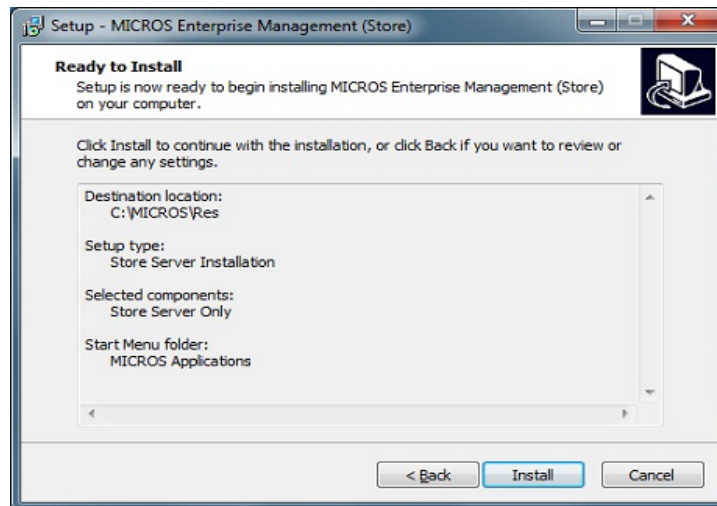 Setup - MICROS Enterprise Management (Store)
Ready to Install
Setup is now ready to begin installing MICROS Enterprise Management (Store)
on your computer.
Click Install to continue with the installation, or click Back if you want to review or
change any settings.
Destination location:
C:\MICROS\Res
Setup type:
Store Server Installation
Selected components:
Store Server Only
Start Menu folder:
MICROS Applications
< Back
Install
Cancel